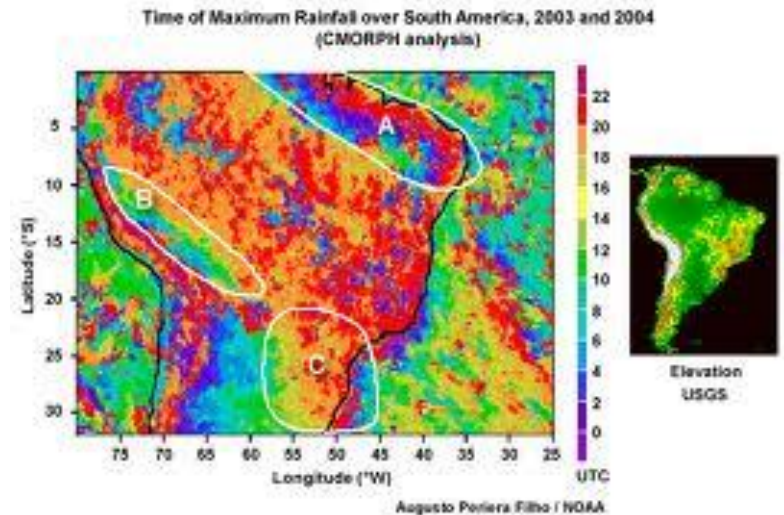 Time of Maximum Rainfall over South America, 2003 and 2004
(CMORPH analysis)
A
B
C
5
10
15
20
25
30
Latitude (°S)
75
70
65
60
55
50
45
40
35
30
25
Longitude (°W)
22
20
18
16
14
12
10
8
6
4
2
0
UTC
Elevation
USGS
Augusto Periera Filho / NOAA